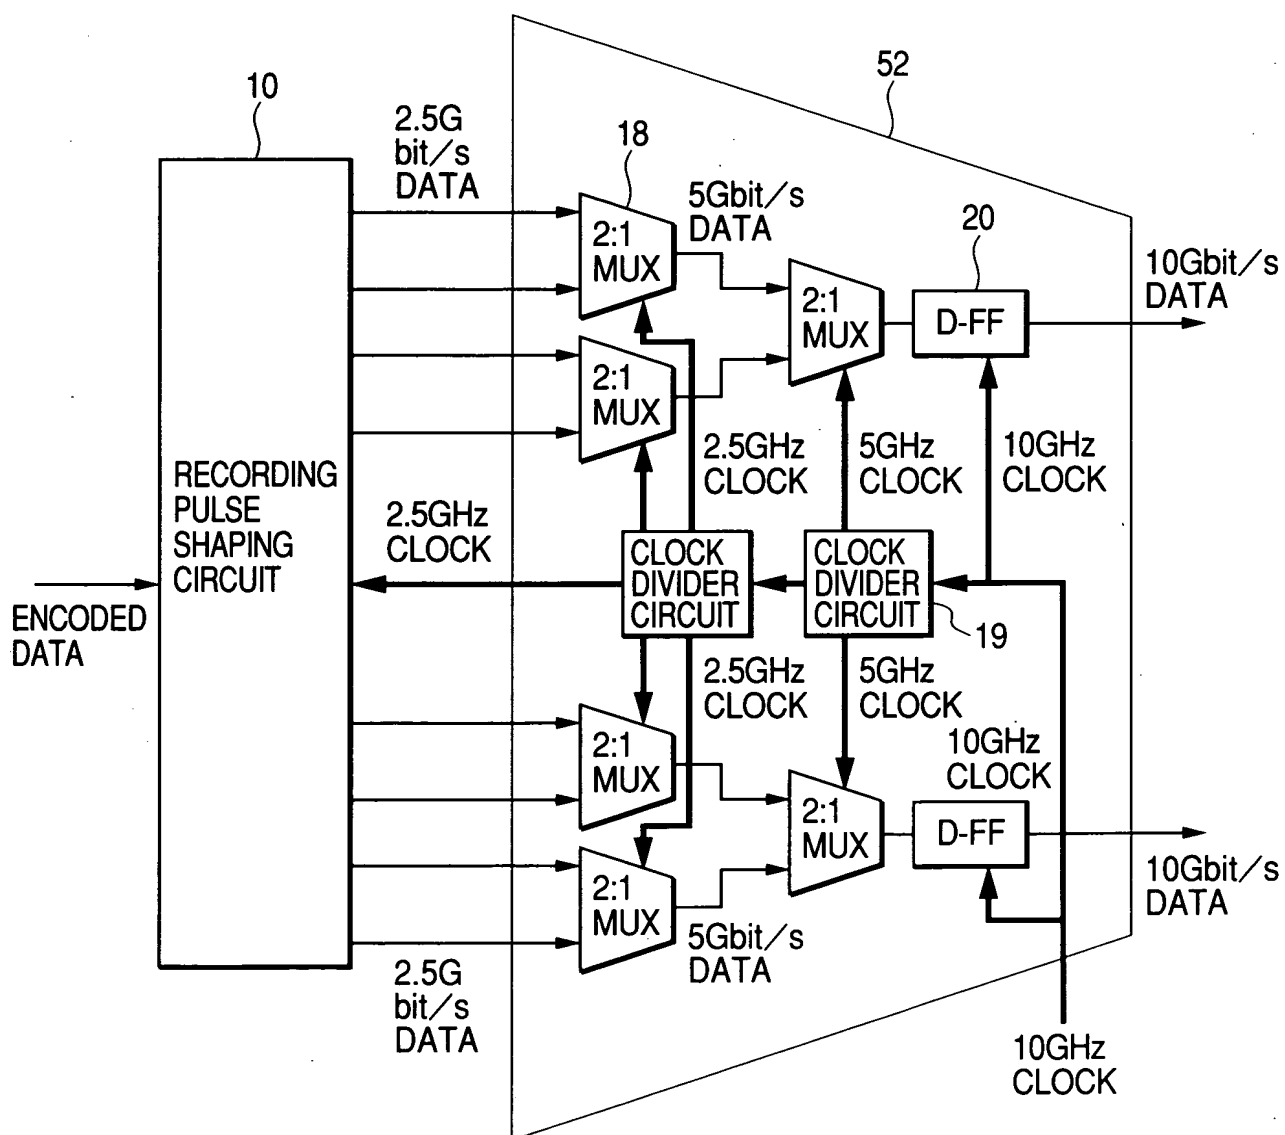 52
10
2.5G
bit/s
DATA
18
5Gbit/s
DATA
20
10Gbit/s
DATA
2:1
MUX
2:1
MUX
D-FF
2:1
MUX
2.5GHz
CLOCK
5GHz
CLOCK
10GHz
CLOCK
RECORDING
PULSE
SHAPING
CIRCUIT
2.5GHz
CLOCK
CLOCK
DIVIDER
CIRCUIT
CLOCK
DIVIDER
CIRCUIT
19
ENCODED
DATA
2.5GHz
CLOCK
5GHz
CLOCK
10GHz
CLOCK
2:1
MUX
2:1
MUX
D-FF
10Gbit/s
DATA
2:1
MUX
5Gbit/s
DATA
2.5G
bit/s
DATA
10GHz
CLOCK